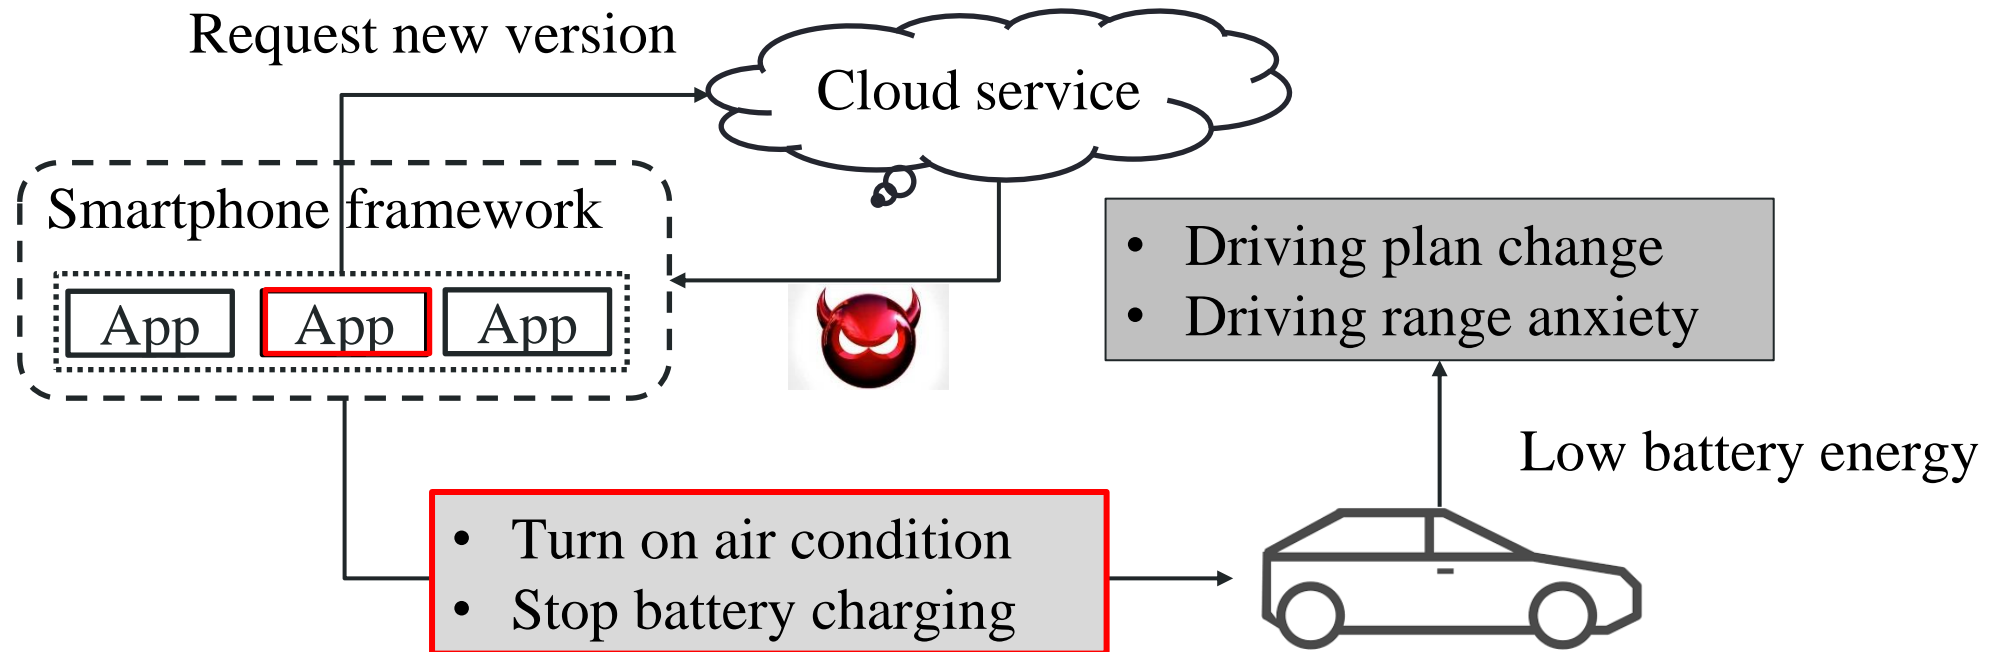 Request new version
Cloud service
Smartphone framework
App
App
App
• Driving plan change
• Driving range anxiety
Low battery energy
• Turn on air condition
• Stop battery charging